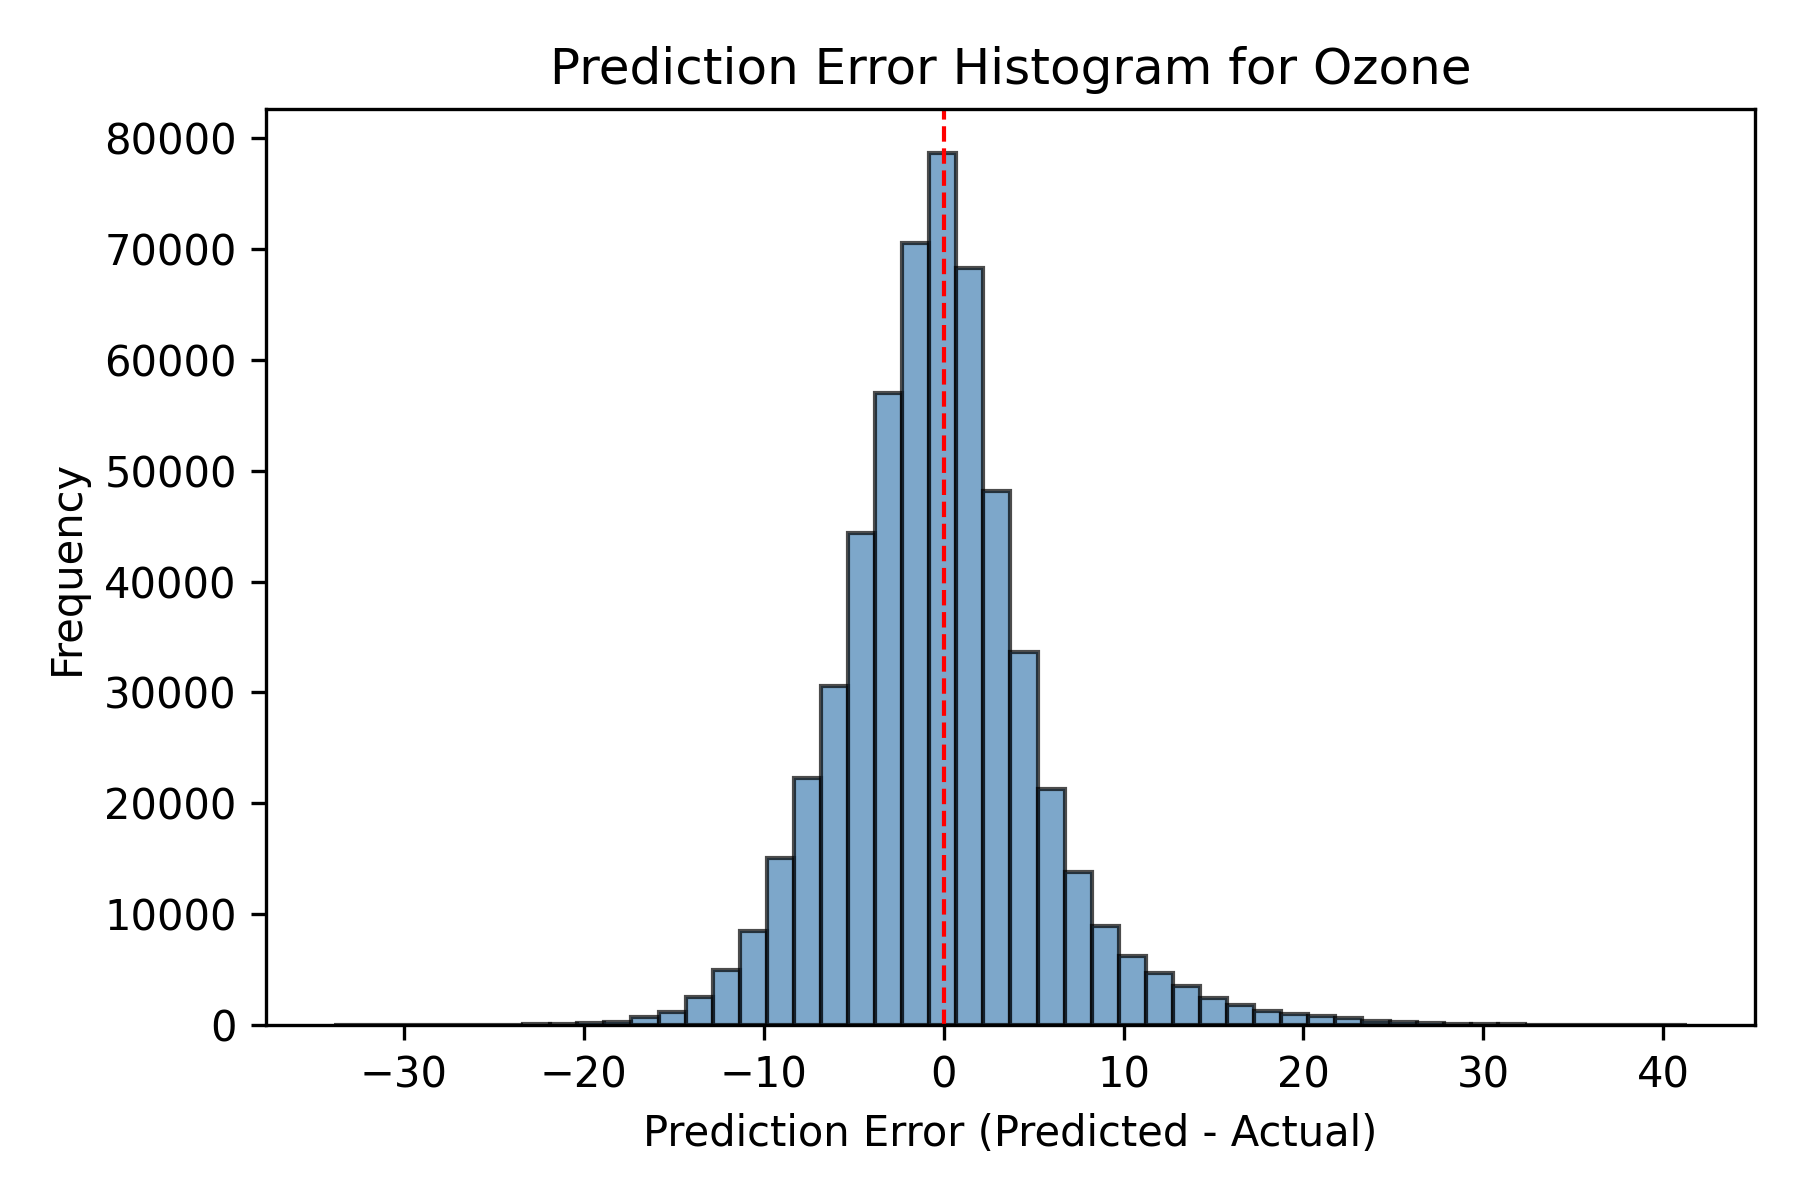 Prediction Error Histogram for Ozone
80000
70000
60000
50000
40000
30000
20000
10000
0
Frequency
−30 −20 −10 0 10 20 30 40
Prediction Error (Predicted - Actual)